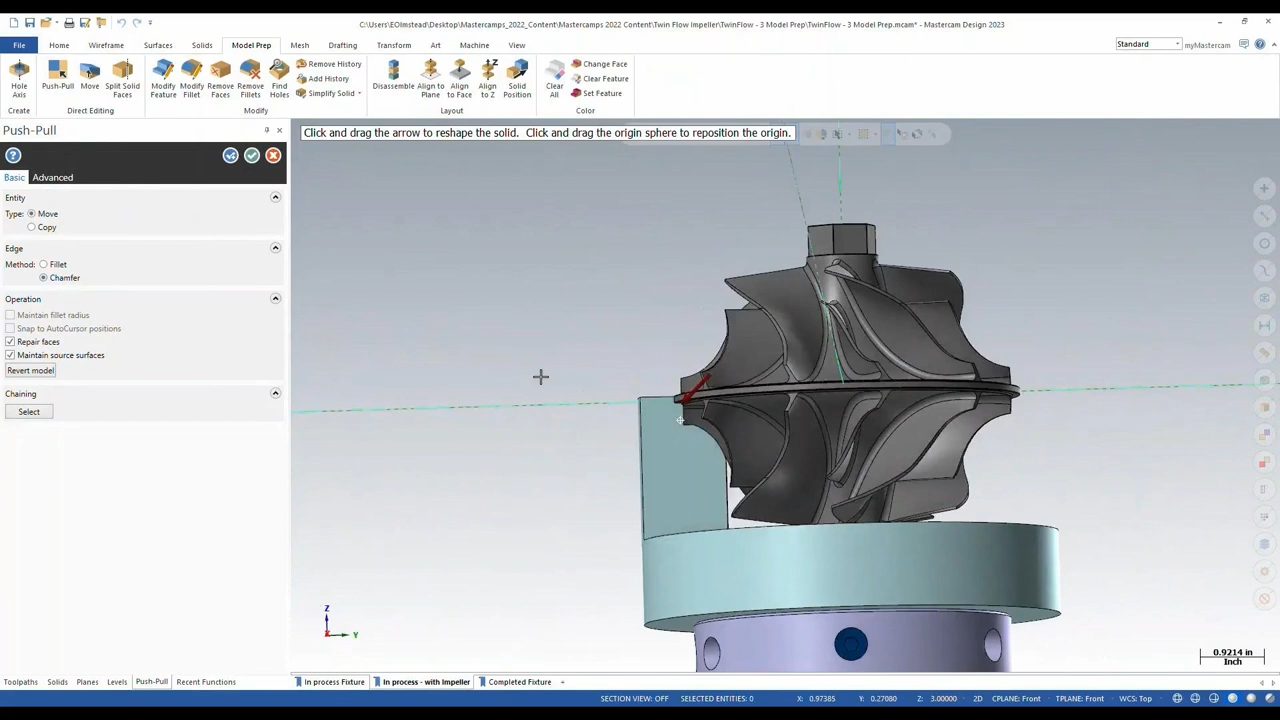 C:\Users\EOlmstead\Desktop\Mastercamps_2022_Content\Mastercamps 2022 Content\Twin Flow Impeller\TwinFlow - 3 Model Prep\TwinFlow - 3 Model Prep.mcam* - Mastercam Design 2023
File Home Wireframe Surfaces Solids Model Prep Mesh Drafting Transform Art Machine View Standard myMastercam
Hole Axis
Push-Pull
Move
Split Solid Faces
Modify Feature
Modify Fillet
Remove Faces
Remove Fillets
Find Holes
Remove History
Add History
Simplify Solid
Disassemble
Align to Plane
Align to Face
Align to Z
Solid Position
Clear All
Change Face
Clear Feature
Set Feature
Create Direct Editing Modify Layout Color
Push-Pull
Click and drag the arrow to reshape the solid. Click and drag the origin sphere to reposition the origin.
Basic Advanced
Entity
Type: Move
Copy
Edge
Method: Fillet
Chamfer
Operation
Maintain fillet radius
Snap to AutoCursor positions
Repair faces
Maintain source surfaces
Revert model
Chaining
Select
Z
Y
0.9214 in
Inch
Toolpaths Solids Planes Levels Push-Pull Recent Functions
In process Fixture In process - with Impeller Completed Fixture +
SECTION VIEW: OFF SELECTED ENTITIES: 0 X: 0.97385 Y: 0.27080 Z: 3.00000 2D CPLANE: Front TPLANE: Front WCS: Top